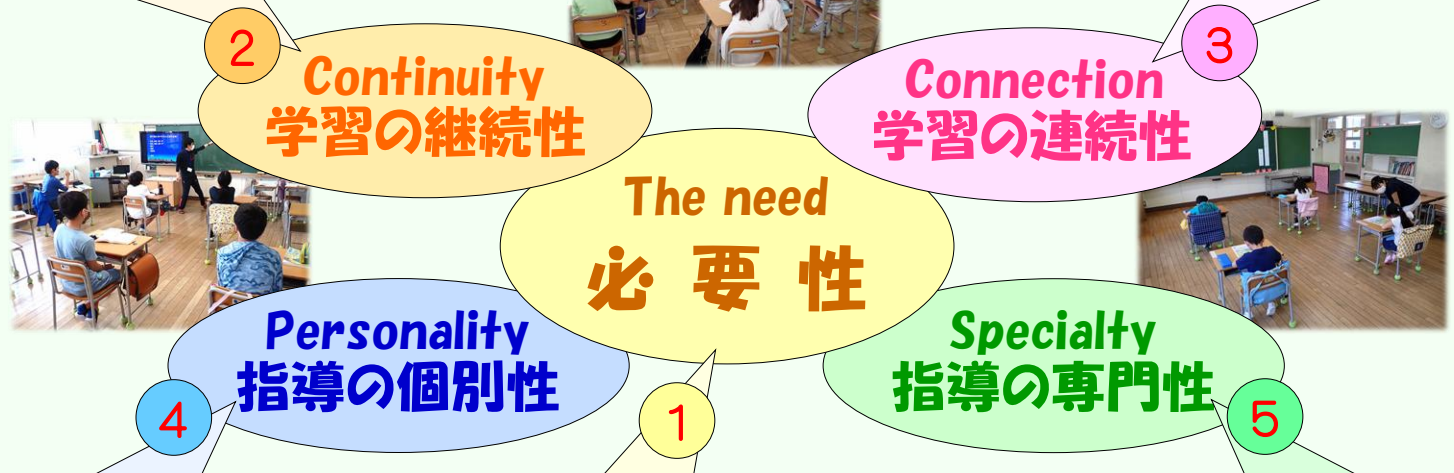 2
Continuity
学習の継続性
3
Connection
学習の連続性
The need
必要性
1
Personality
指導の個別性
4
Specialty
指導の専門性
5